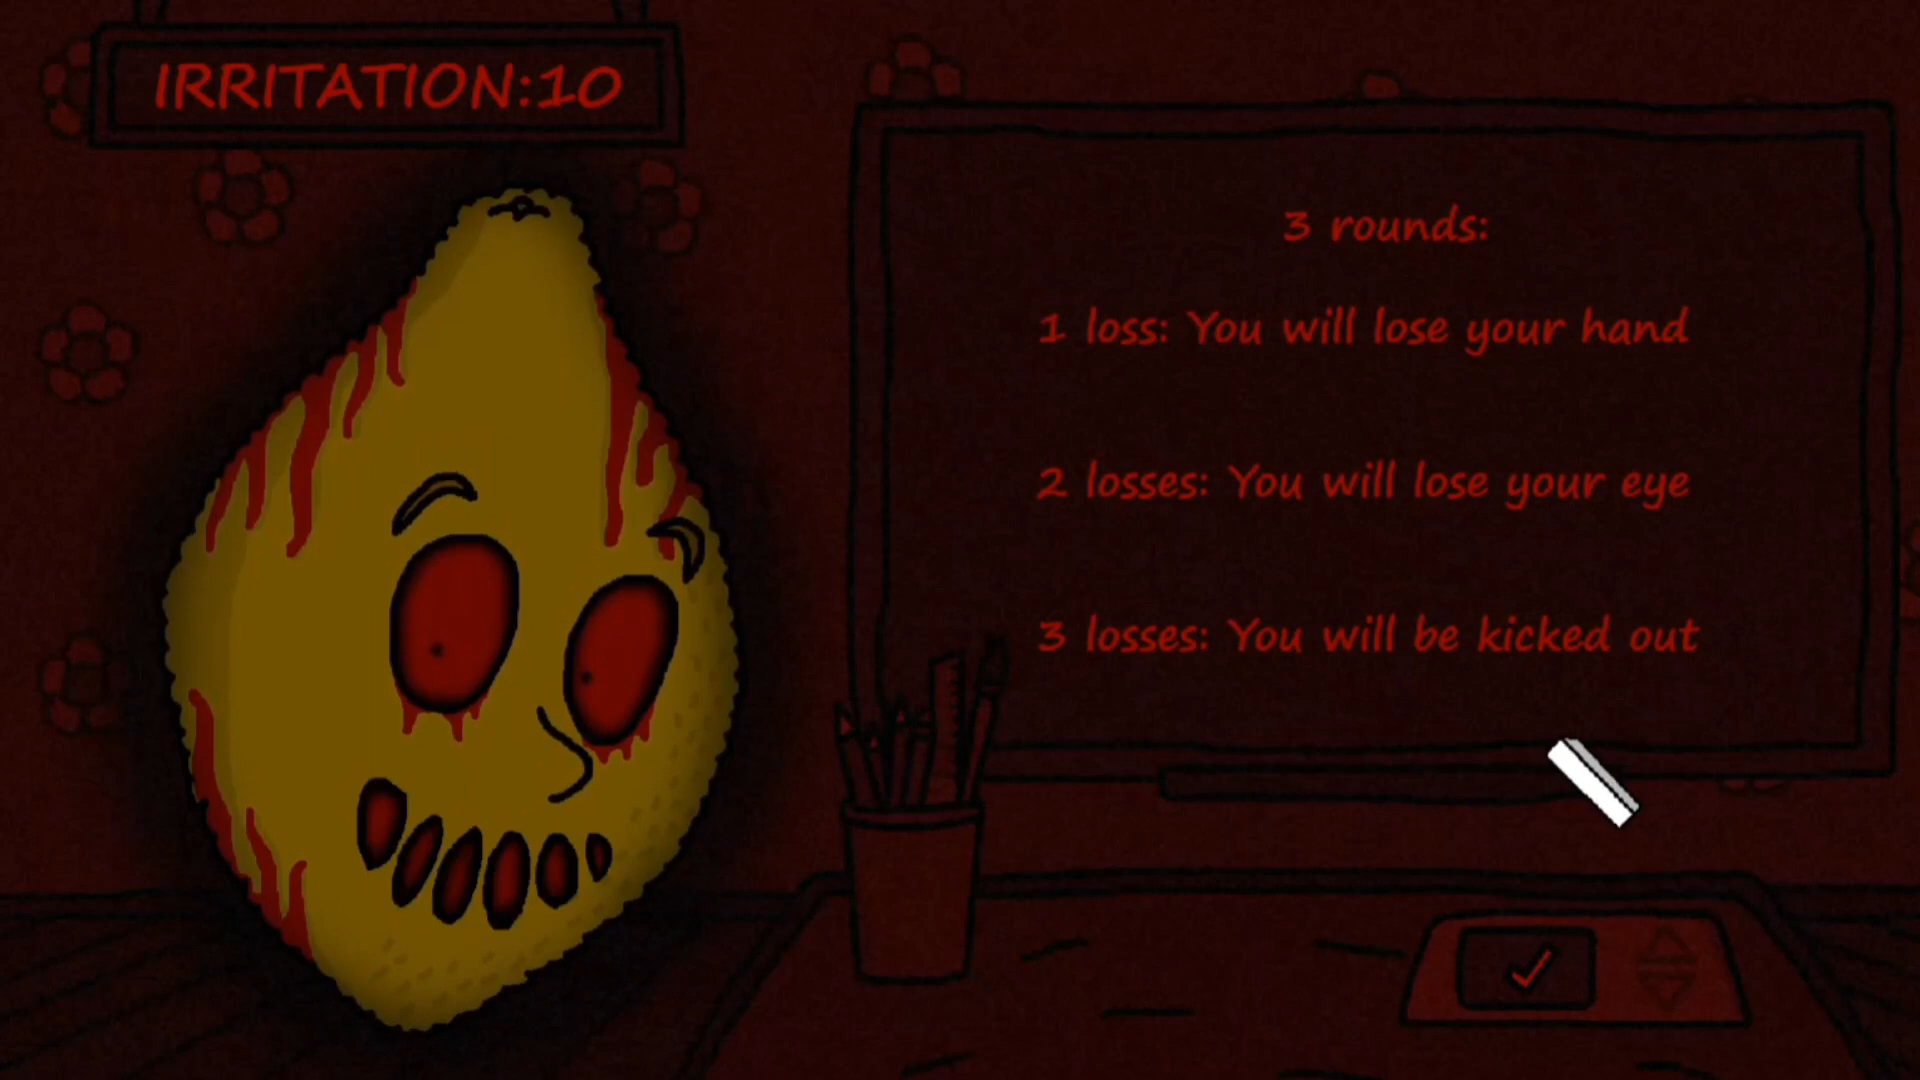 IRRITATION:10
3 rounds:
1 loss: You will lose your hand
2 losses: You will lose your eye
3 losses: You will be kicked out